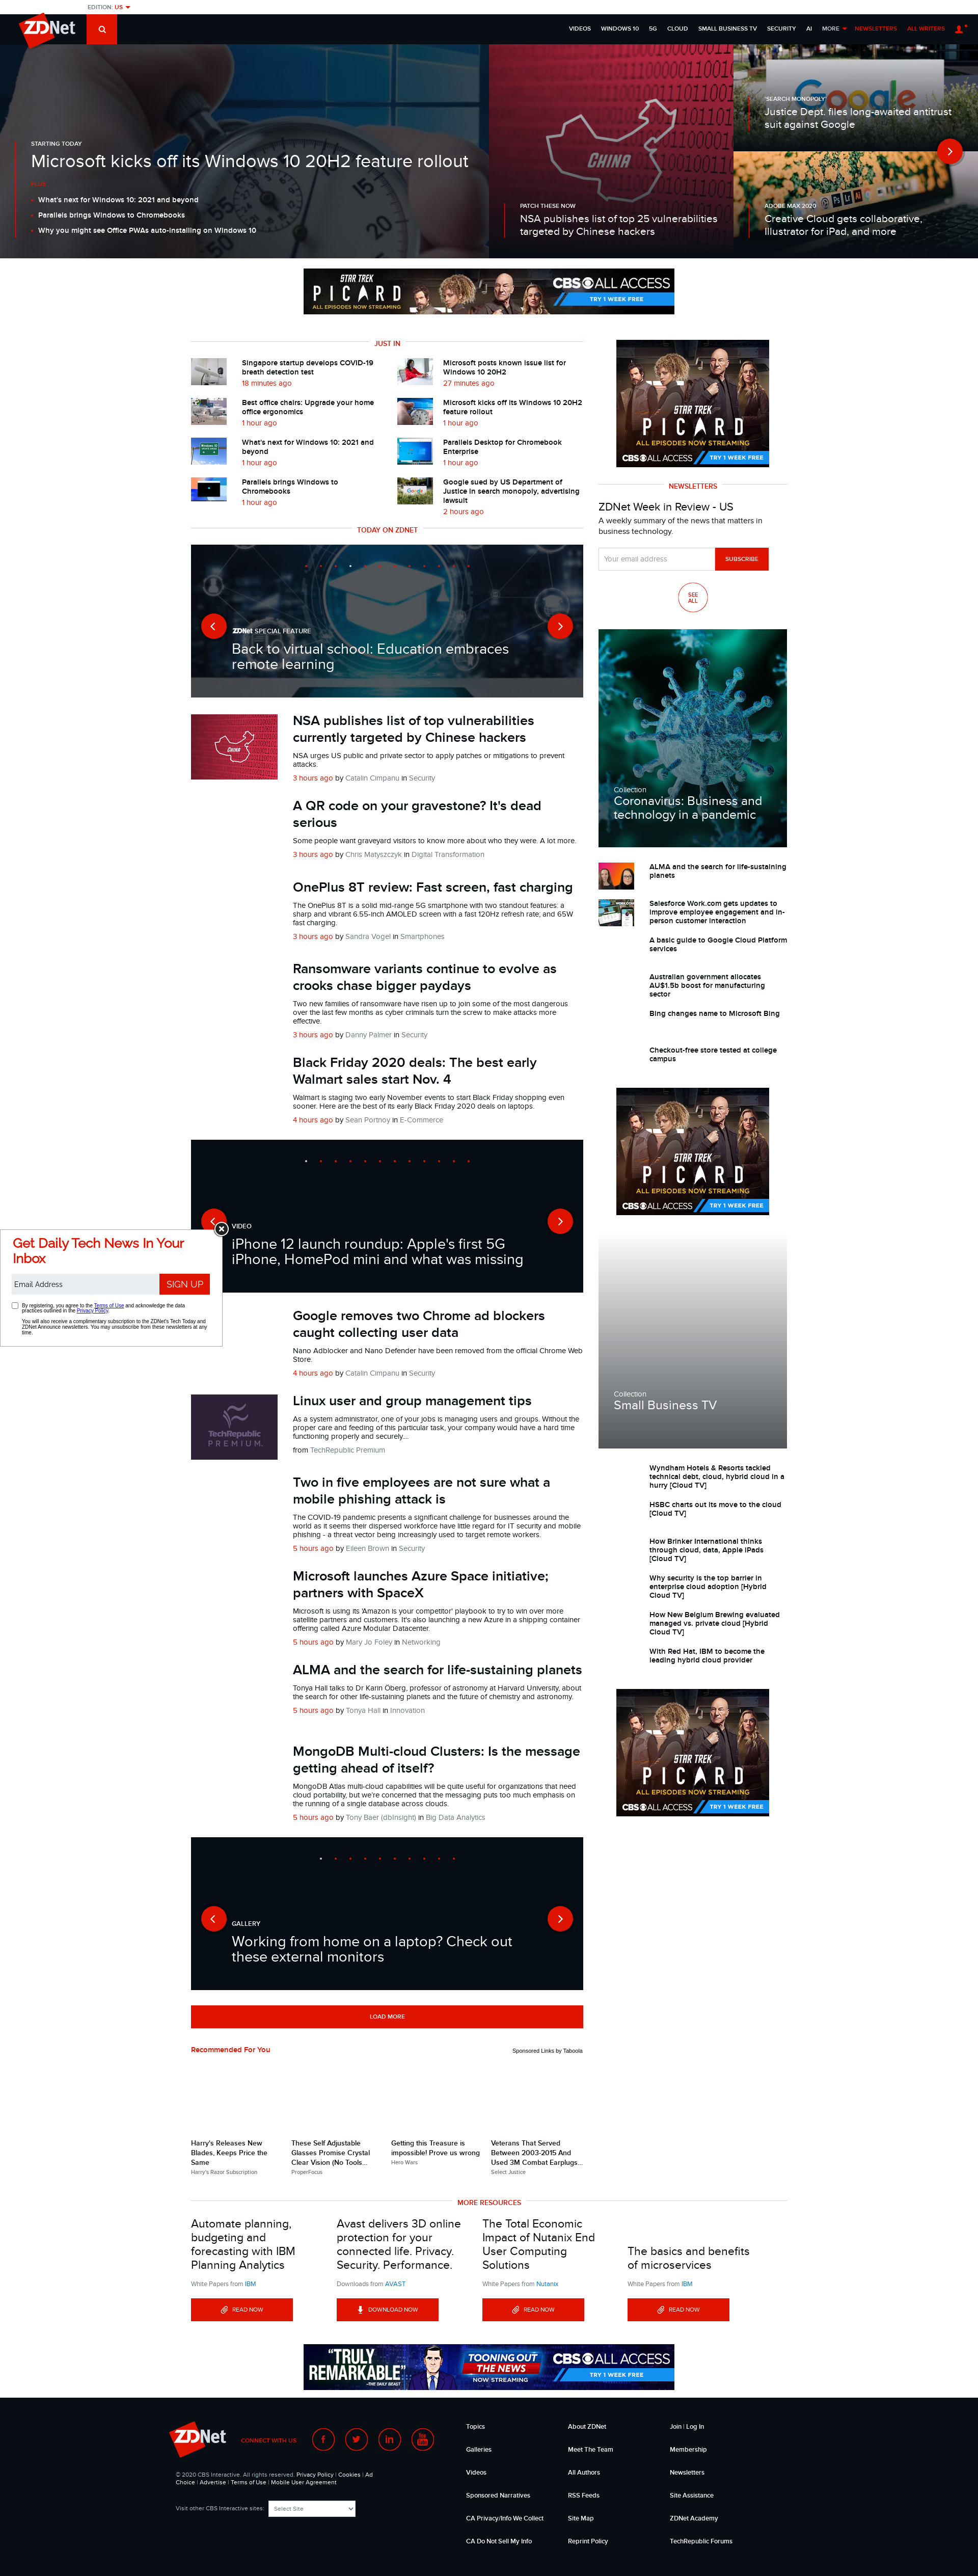 EDITION: US
ZDNet
VIDEOS WINDOWS 10 5G CLOUD SMALL BUSINESS TV SECURITY AI MORE NEWSLETTERS ALL WRITERS
STARTING TODAY
Microsoft kicks off its Windows 10 20H2 feature rollout
What's next for Windows 10: 2021 and beyond
Parallels brings Windows to Chromebooks
Why you might see Office PWAs auto-installing on Windows 10
CHINA
PATCH THESE NOW
NSA publishes list of top 25 vulnerabilities
targeted by Chinese hackers
Google
'SEARCH MONOPOLY'
Justice Dept. files long-awaited antitrust
suit against Google
ADOBE MAX 2020
Creative Cloud gets collaborative,
Illustrator for iPad, and more
STAR TREK
PICARD
ALL EPISODES NOW STREAMING
CBS ALL ACCESS
TRY 1 WEEK FREE
JUST IN
Singapore startup develops COVID-19
breath detection test
18 minutes ago
Microsoft posts known issue list for
Windows 10 20H2
27 minutes ago
Best office chairs: Upgrade your home
office ergonomics
1 hour ago
Microsoft kicks off its Windows 10 20H2
feature rollout
1 hour ago
What's next for Windows 10: 2021 and
beyond
1 hour ago
Parallels Desktop for Chromebook
Enterprise
1 hour ago
Parallels brings Windows to
Chromebooks
1 hour ago
Google sued by US Department of
Justice in search monopoly, advertising
lawsuit
2 hours ago
STAR TREK
PICARD
ALL EPISODES NOW STREAMING
CBS ALL ACCESS TRY 1 WEEK FREE
NEWSLETTERS
ZDNet Week in Review - US
A weekly summary of the news that matters in
business technology.
Your email address
SUBSCRIBE
SEE
ALL
TODAY ON ZDNET
ZDNet SPECIAL FEATURE
Back to virtual school: Education embraces
remote learning
CHINA
NSA publishes list of top vulnerabilities
currently targeted by Chinese hackers
NSA urges US public and private sector to apply patches or mitigations to prevent
attacks.
3 hours ago by Catalin Cimpanu in Security
A QR code on your gravestone? It's dead
serious
Some people want graveyard visitors to know more about who they were. A lot more.
3 hours ago by Chris Matyszczyk in Digital Transformation
OnePlus 8T review: Fast screen, fast charging
The OnePlus 8T is a solid mid-range 5G smartphone with two standout features: a
sharp and vibrant 6.55-inch AMOLED screen with a fast 120Hz refresh rate; and 65W
fast charging.
3 hours ago by Sandra Vogel in Smartphones
Ransomware variants continue to evolve as
crooks chase bigger paydays
Two new families of ransomware have risen up to join some of the most dangerous
over the last few months as cyber criminals turn the screw to make attacks more
effective.
3 hours ago by Danny Palmer in Security
Black Friday 2020 deals: The best early
Walmart sales start Nov. 4
Walmart is staging two early November events to start Black Friday shopping even
sooner. Here are the best of its early Black Friday 2020 deals on laptops.
4 hours ago by Sean Portnoy in E-Commerce
Collection
Coronavirus: Business and
technology in a pandemic
ALMA and the search for life-sustaining
planets
Salesforce Work.com gets updates to
improve employee engagement and in-
person customer interaction
A basic guide to Google Cloud Platform
services
Australian government allocates
AU$1.5b boost for manufacturing
sector
Bing changes name to Microsoft Bing
Checkout-free store tested at college
campus
STAR TREK
PICARD
ALL EPISODES NOW STREAMING
CBS ALL ACCESS TRY 1 WEEK FREE
VIDEO
iPhone 12 launch roundup: Apple's first 5G
iPhone, HomePod mini and what was missing
Get Daily Tech News In Your
Inbox
Email Address
SIGN UP
By registering, you agree to the Terms of Use and acknowledge the data
practices outlined in the Privacy Policy.
You will also receive a complimentary subscription to the ZDNet's Tech Today and
ZDNet Announce newsletters. You may unsubscribe from these newsletters at any
time.
Google removes two Chrome ad blockers
caught collecting user data
Nano Adblocker and Nano Defender have been removed from the official Chrome Web
Store.
4 hours ago by Catalin Cimpanu in Security
TechRepublic
PREMIUM.
Linux user and group management tips
As a system administrator, one of your jobs is managing users and groups. Without the
proper care and feeding of this particular task, your company would have a hard time
functioning properly and securely....
from TechRepublic Premium
Two in five employees are not sure what a
mobile phishing attack is
The COVID-19 pandemic presents a significant challenge for businesses around the
world as it seems their dispersed workforce have little regard for IT security and mobile
phishing - a threat vector being increasingly used to target remote workers.
5 hours ago by Eileen Brown in Security
Microsoft launches Azure Space initiative;
partners with SpaceX
Microsoft is using its 'Amazon is your competitor' playbook to try to win over more
satellite partners and customers. It's also launching a new Azure in a shipping container
offering called Azure Modular Datacenter.
5 hours ago by Mary Jo Foley in Networking
ALMA and the search for life-sustaining planets
Tonya Hall talks to Dr Karin Öberg, professor of astronomy at Harvard University, about
the search for other life-sustaining planets and the future of chemistry and astronomy.
5 hours ago by Tonya Hall in Innovation
MongoDB Multi-cloud Clusters: Is the message
getting ahead of itself?
MongoDB Atlas multi-cloud capabilities will be quite useful for organizations that need
cloud portability, but we're concerned that the messaging puts too much emphasis on
the running of a single database across clouds.
5 hours ago by Tony Baer (dbInsight) in Big Data Analytics
Collection
Small Business TV
Wyndham Hotels & Resorts tackled
technical debt, cloud, hybrid cloud in a
hurry [Cloud TV]
HSBC charts out its move to the cloud
[Cloud TV]
How Brinker International thinks
through cloud, data, Apple iPads
[Cloud TV]
Why security is the top barrier in
enterprise cloud adoption [Hybrid
Cloud TV]
How New Belgium Brewing evaluated
managed vs. private cloud [Hybrid
Cloud TV]
With Red Hat, IBM to become the
leading hybrid cloud provider
STAR TREK
PICARD
ALL EPISODES NOW STREAMING
CBS ALL ACCESS TRY 1 WEEK FREE
GALLERY
Working from home on a laptop? Check out
these external monitors
LOAD MORE
Recommended For You
Sponsored Links by Taboola
Harry's Releases New
Blades, Keeps Price the
Same
Harry's Razor Subscription
These Self Adjustable
Glasses Promise Crystal
Clear Vision (No Tools...
ProperFocus
Getting this Treasure is
impossible! Prove us wrong
Hero Wars
Veterans That Served
Between 2003-2015 And
Used 3M Combat Earplugs...
Select Justice
MORE RESOURCES
Automate planning,
budgeting and
forecasting with IBM
Planning Analytics
White Papers from IBM
READ NOW
Avast delivers 3D online
protection for your
connected life. Privacy.
Security. Performance.
Downloads from AVAST
DOWNLOAD NOW
The Total Economic
Impact of Nutanix End
User Computing
Solutions
White Papers from Nutanix
READ NOW
The basics and benefits
of microservices
White Papers from IBM
READ NOW
"TRULY
REMARKABLE"
-THE DAILY BEAST
TOONING OUT
THE NEWS
NOW STREAMING
CBS ALL ACCESS
TRY 1 WEEK FREE
ZDNet
CONNECT WITH US
© 2020 CBS Interactive. All rights reserved. Privacy Policy | Cookies | Ad
Choice | Advertise | Terms of Use | Mobile User Agreement
Visit other CBS Interactive sites: Select Site
Topics
Galleries
Videos
Sponsored Narratives
CA Privacy/Info We Collect
CA Do Not Sell My Info
About ZDNet
Meet The Team
All Authors
RSS Feeds
Site Map
Reprint Policy
Join | Log In
Membership
Newsletters
Site Assistance
ZDNet Academy
TechRepublic Forums